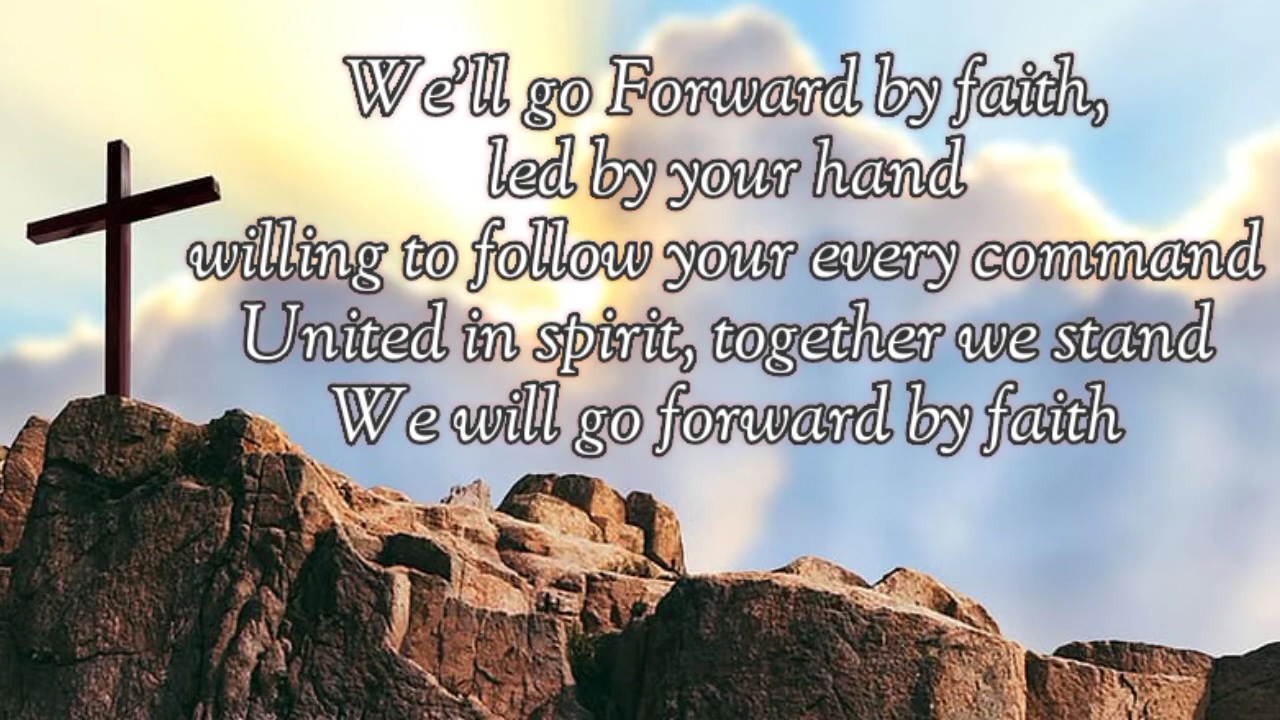 We'll go Forward by faith,
led by your hand
willing to follow your every command
United in spirit, together we stand
We will go forward by faith